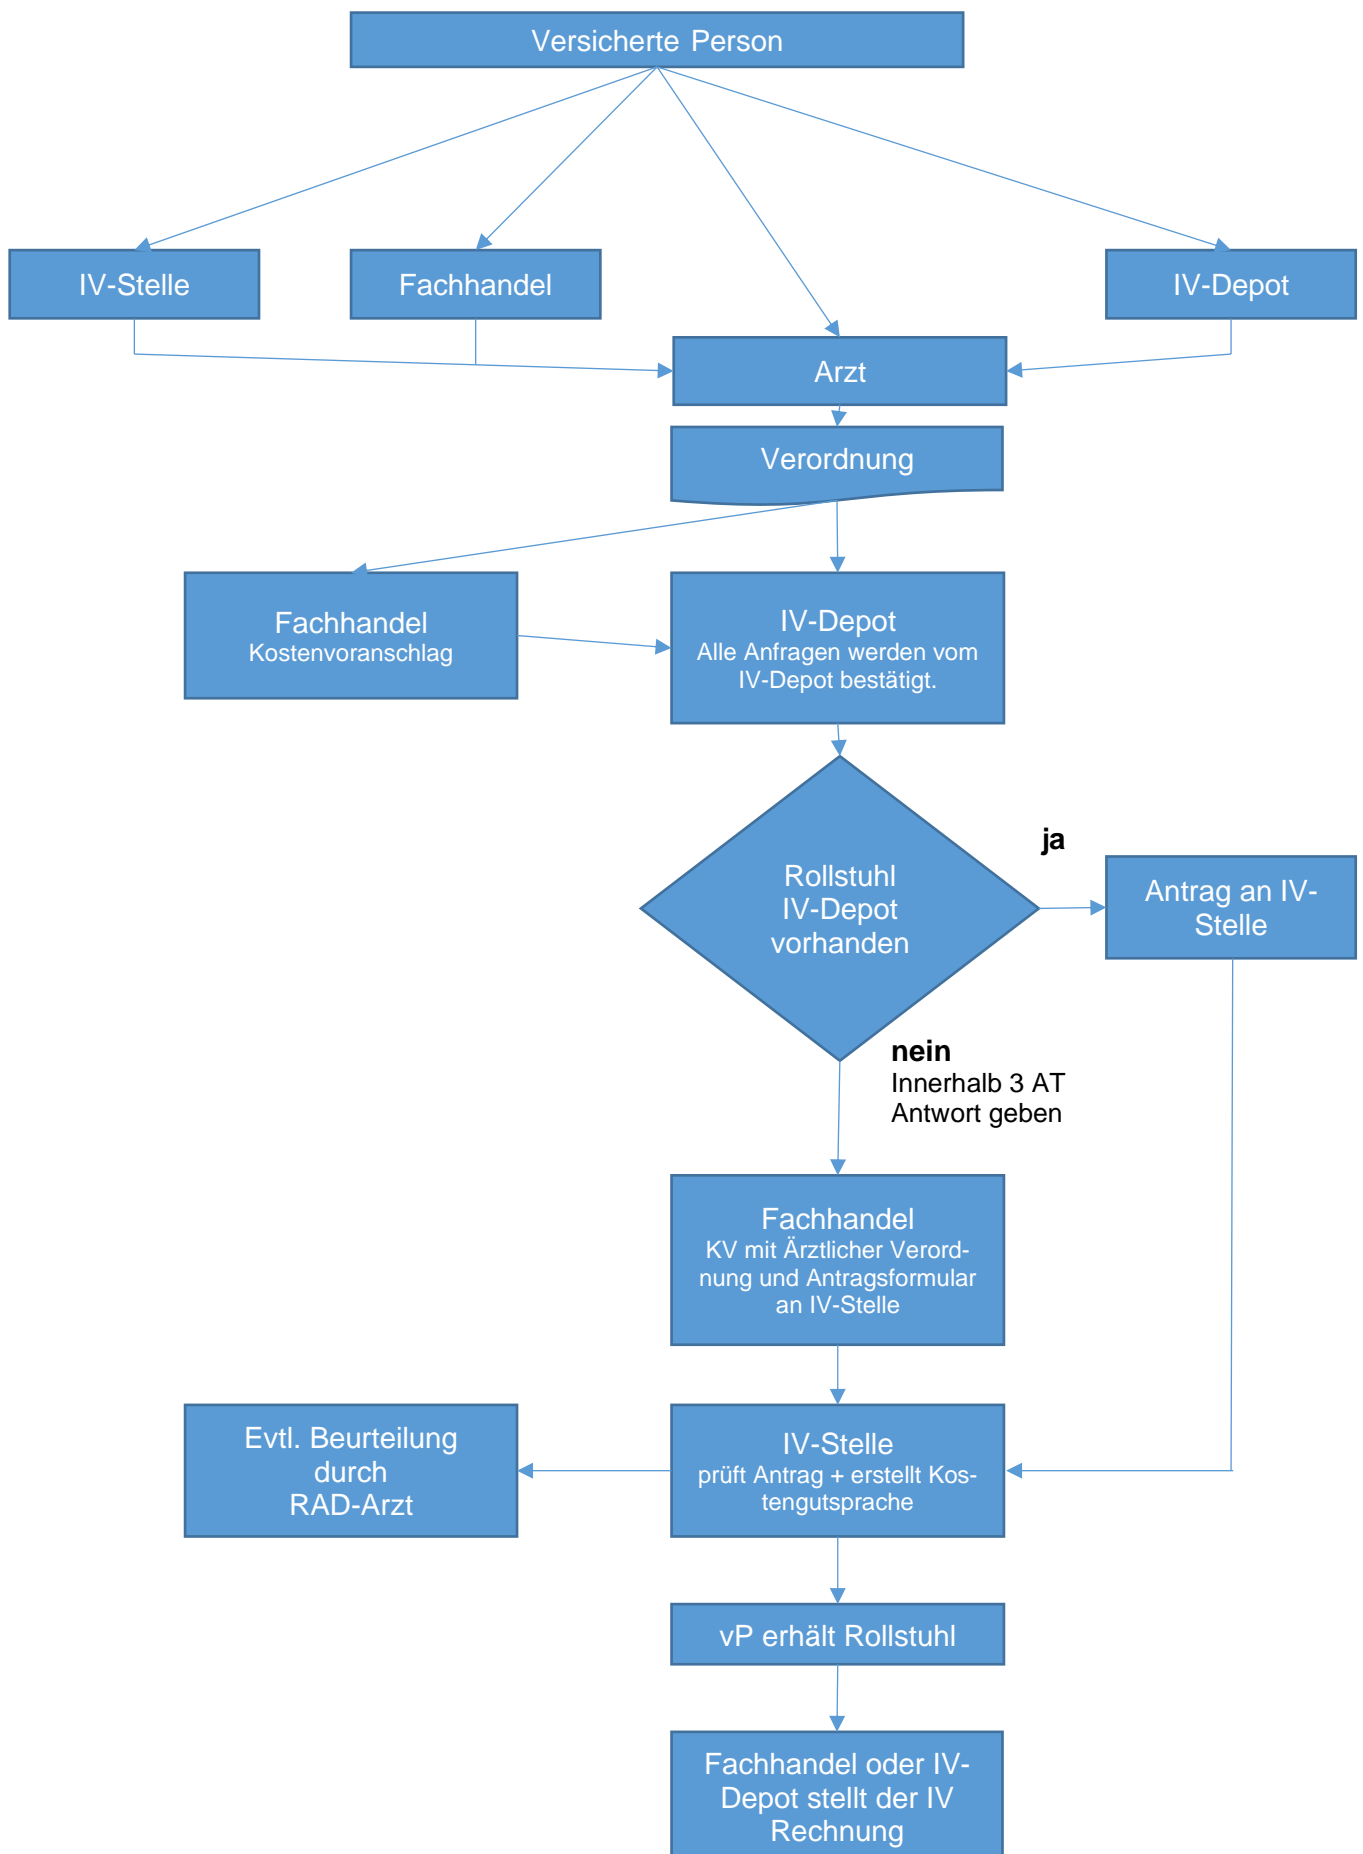 Versicherte Person
IV-Stelle
Fachhandel
IV-Depot
Arzt
Verordnung
Fachhandel
Kostenvoranschlag
IV-Depot
Alle Anfragen werden vom
IV-Depot bestätigt.
Rollstuhl
IV-Depot
vorhanden
ja
Antrag an IV-
Stelle
nein
Innerhalb 3 AT
Antwort geben
Fachhandel
KV mit Ärztlicher Verord-
nung und Antragsformular
an IV-Stelle
Evtl. Beurteilung
durch
RAD-Arzt
IV-Stelle
prüft Antrag + erstellt Kos-
tengutsprache
vP erhält Rollstuhl
Fachhandel oder IV-
Depot stellt der IV
Rechnung